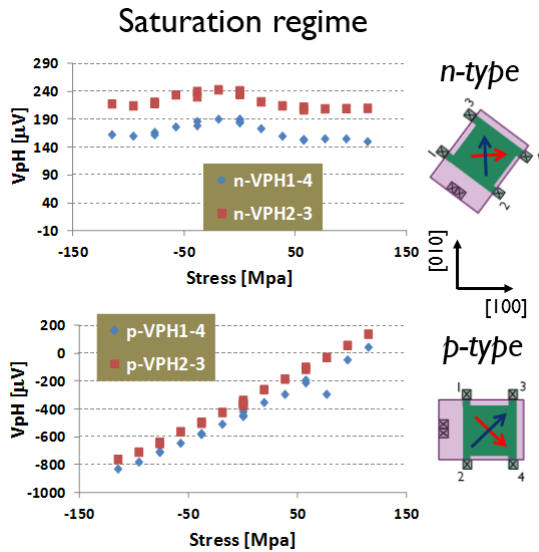 Saturation regime
290
240
190
140
90
40
-10
VpH [µV]
n-VPH1-4
n-VPH2-3
-150
-50
50
150
Stress [Mpa]
n-type
3
1
2
[010]
[100]
200
0
-200
-400
-600
-800
-1000
VpH [µV]
p-VPH1-4
p-VPH2-3
-150
-50
50
150
Stress [Mpa]
p-type
1
3
2
4